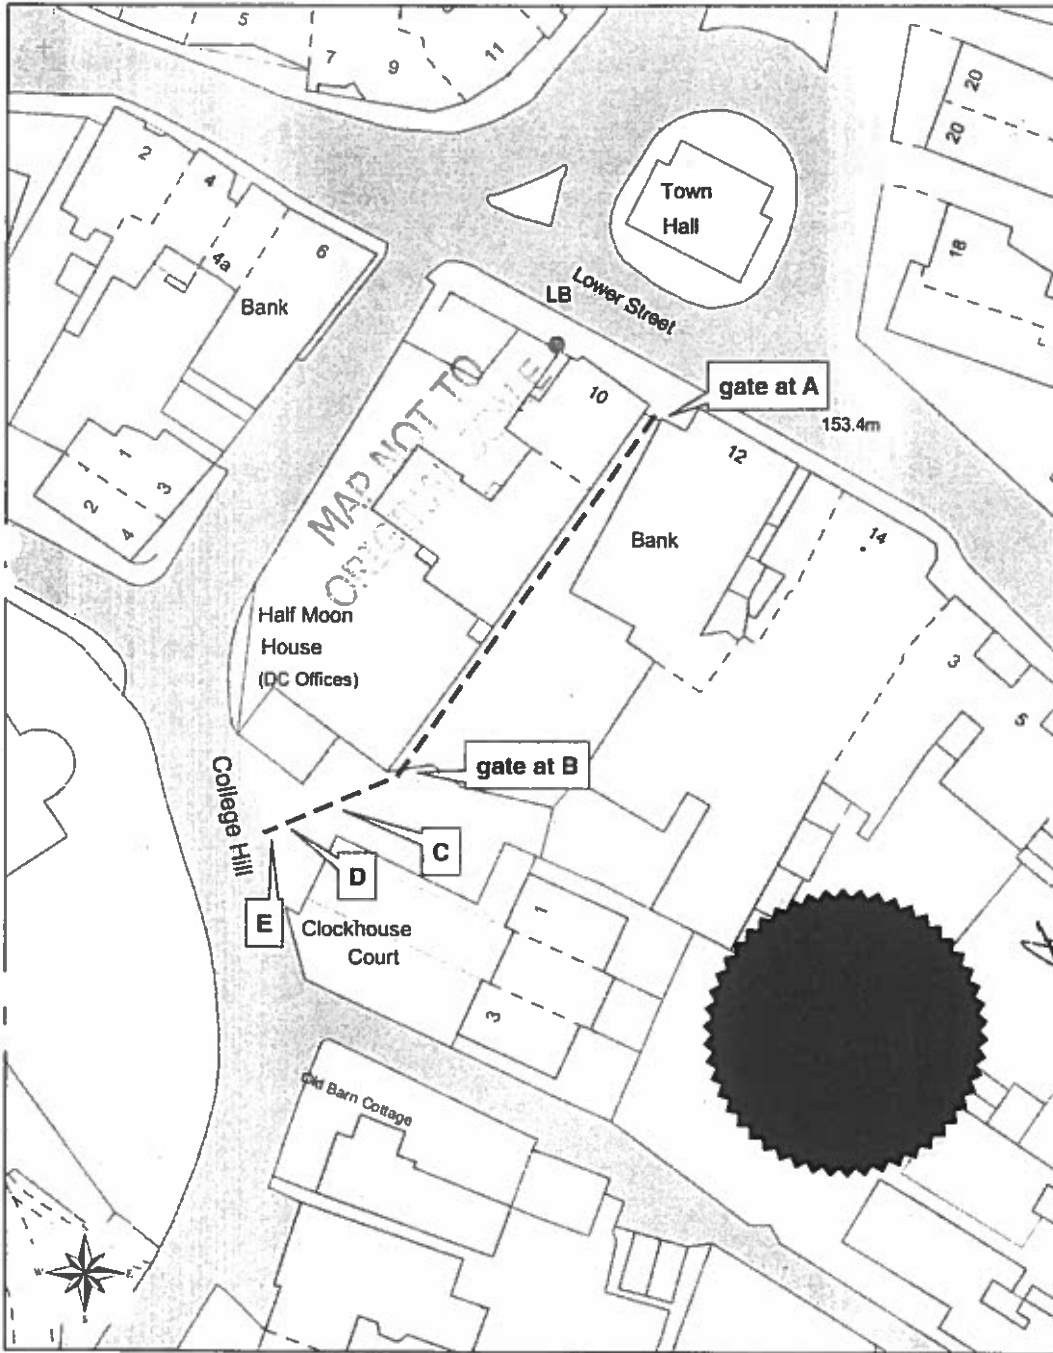 5
7
9
11
20
20
2
4
4a
6
Bank
Town
Hall
18
LB
Lower Street
gate at A
153.4m
10
12
14
Bank
1
3
2
4
MAP NOT TO
Half Moon
House
(DC Offices)
3
5
gate at B
College Hill
C
D
E
Clockhouse
Court
1
3
Old Barn Cottage
W
E
S